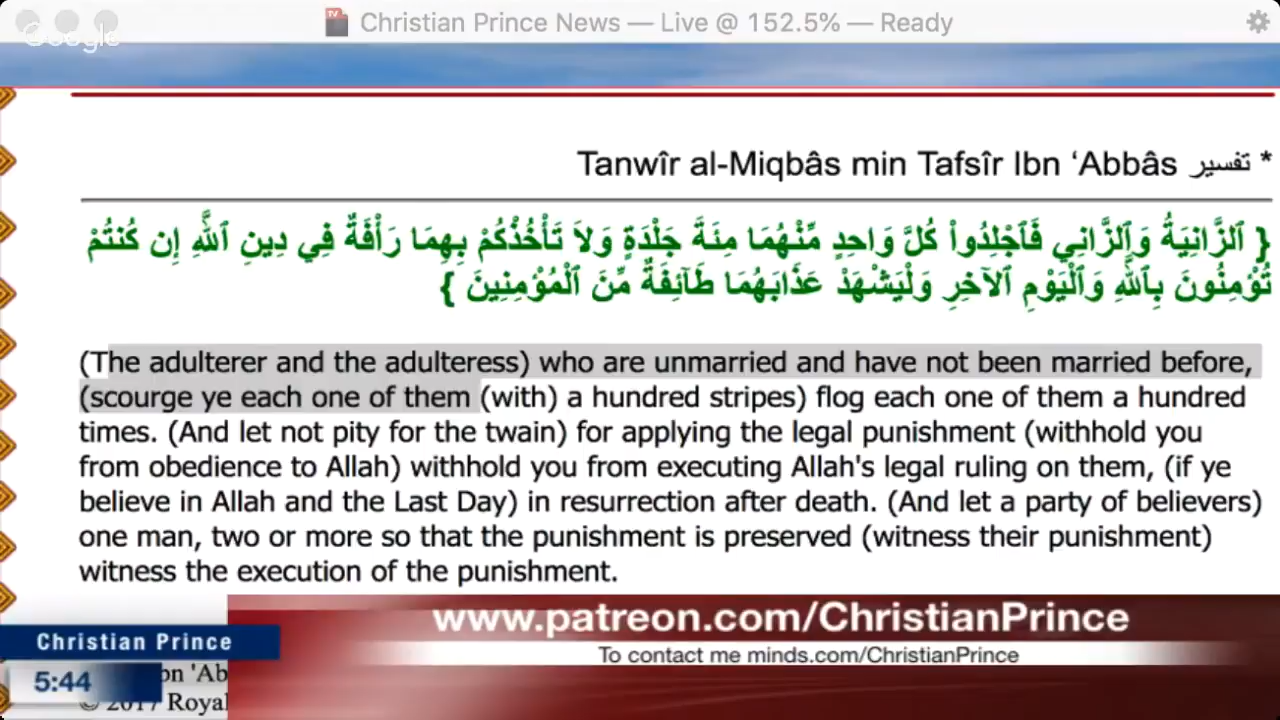 Christian Prince News — Live @ 152.5% — Ready
Google
* تفسير Tanwîr al-Miqbâs min Tafsîr Ibn ‘Abbâs
{ ٱلزَّانِيَةُ وَٱلزَّانِي فَٱجْلِدُواْ كُلَّ وَاحِدٍ مِّنْهُمَا مِئَةَ جَلْدَةٍ وَلاَ تَأْخُذْكُمْ بِهِمَا رَأْفَةٌ فِي دِينِ ٱللَّهِ إِن كُنتُمْ
تُؤْمِنُونَ بِٱللَّهِ وَٱلْيَوْمِ ٱلآخِرِ وَلْيَشْهَدْ عَذَابَهُمَا طَآئِفَةٌ مِّنَ ٱلْمُؤْمِنِينَ }
(The adulterer and the adulteress) who are unmarried and have not been married before,
(scourge ye each one of them (with) a hundred stripes) flog each one of them a hundred
times. (And let not pity for the twain) for applying the legal punishment (withhold you
from obedience to Allah) withhold you from executing Allah's legal ruling on them, (if ye
believe in Allah and the Last Day) in resurrection after death. (And let a party of believers)
one man, two or more so that the punishment is preserved (witness their punishment)
witness the execution of the punishment.
www.patreon.com/ChristianPrince
Christian Prince
To contact me minds.com/ChristianPrince
5:44
bn 'Ab
© 2017 Royal